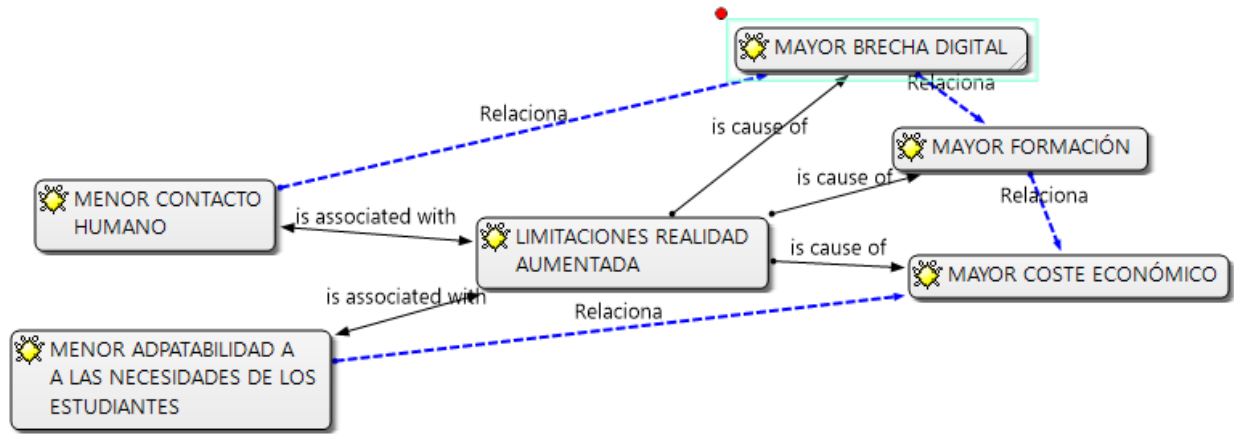 MAYOR BRECHA DIGITAL
Relaciona
Relaciona
is cause of
MAYOR FORMACIÓN
is cause of
MENOR CONTACTO
HUMANO
Relaciona
is associated with
LIMITACIONES REALIDAD
AUMENTADA
is cause of
MAYOR COSTE ECONÓMICO
is associated with
Relaciona
MENOR ADPATABILIDAD A
A LAS NECESIDADES DE LOS
ESTUDIANTES